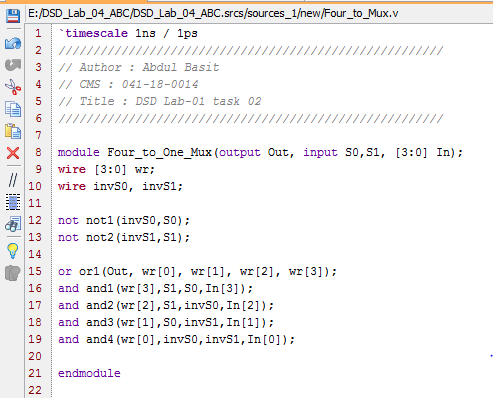 E:/DSD_Lab_04_ABC/DSD_Lab_04_ABC.srcs/sources_1/new/Four_to_Mux.v
1 `timescale 1ns / 1ps
2 //////////////////////////////////////////////////////
3 // Author : Abdul Basit
4 // CMS : 041-18-0014
5 // Title : DSD Lab-01 task 02
6 //////////////////////////////////////////////////////
7
8 module Four_to_One_Mux(output Out, input S0,S1, [3:0] In);
9 wire [3:0] wr;
10 wire invS0, invS1;
11
12 not not1(invS0,S0);
13 not not2(invS1,S1);
14
15 or or1(Out, wr[0], wr[1], wr[2], wr[3]);
16 and and1(wr[3],S1,S0,In[3]);
17 and and2(wr[2],S1,invS0,In[2]);
18 and and3(wr[1],S0,invS1,In[1]);
19 and and4(wr[0],invS0,invS1,In[0]);
20
21 endmodule
22